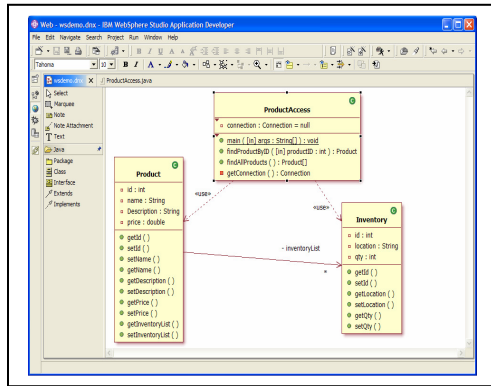 Web - wsdemo.dnx - IBM WebSphere Studio Application Developer
File Edit Navigate Search Project Run Window Help
Tahoma 10 B I A
wsdemo.dnx X ProductAccess.java
Select
Marquee
Note
Note Attachment
Text
Java
Package
Class
Interface
Extends
Implements
ProductAccess
connection : Connection = null
main ( [in] args : String[] ) : void
findProductByID ( [in] productID : int ) : Product
findAllProducts ( ) : Product[]
getConnection ( ) : Connection
«use»
«use»
Product
id : int
name : String
Description : String
price : double
getId ( )
setId ( )
setName ( )
getName ( )
getDescription ( )
setDescription ( )
getPrice ( )
setPrice ( )
getInventoryList ( )
setInventoryList ( )
- inventoryList
*
Inventory
id : int
location : String
qty : int
getId ( )
setId ( )
getLocation ( )
setLocation ( )
getQty ( )
setQty ( )